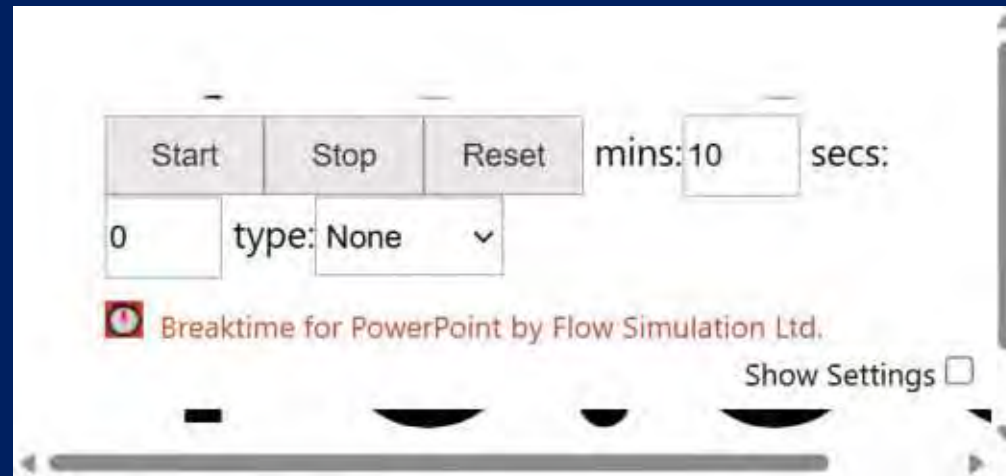 Start Stop Reset mins: 10 secs:
0 type: None
Breaktime for PowerPoint by Flow Simulation Ltd.
Show Settings